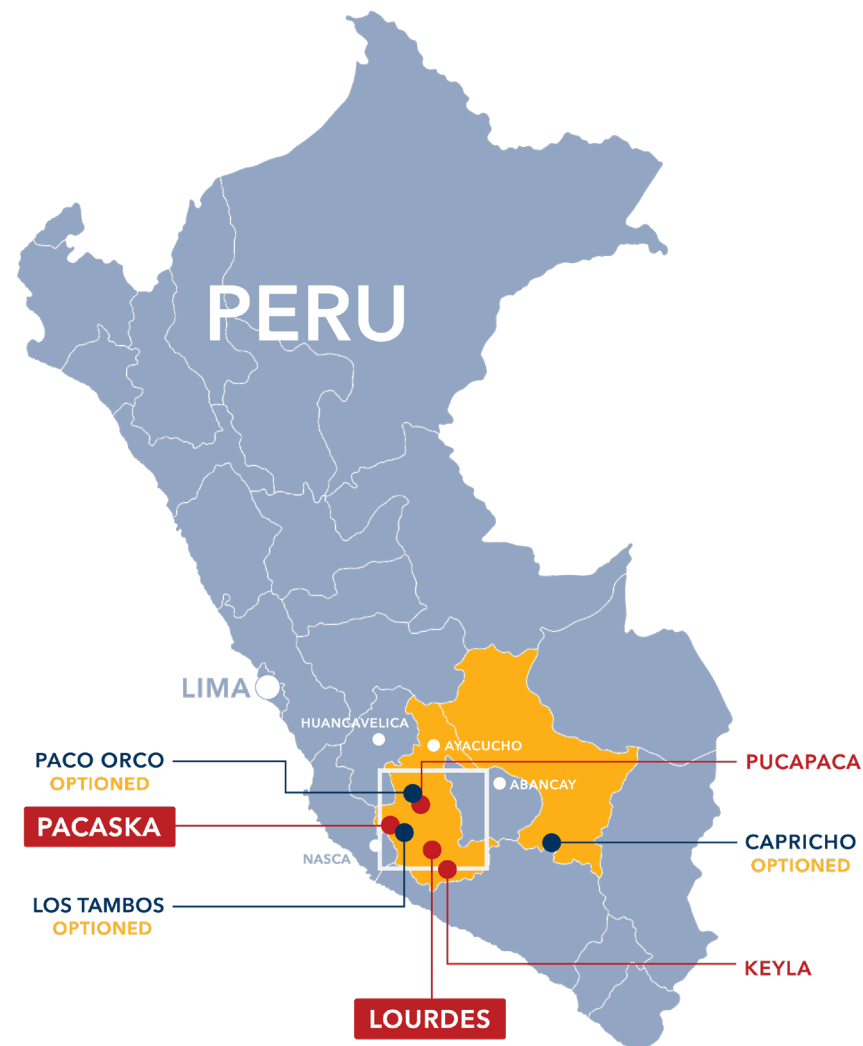 PERU
LIMA
HUANCAVELICA
AYACUCHO
PACO ORCO
OPTIONED
PUCAPACA
ABANCAY
PACASKA
CAPRICHO
OPTIONED
NASCA
LOS TAMBOS
OPTIONED
KEYLA
LOURDES